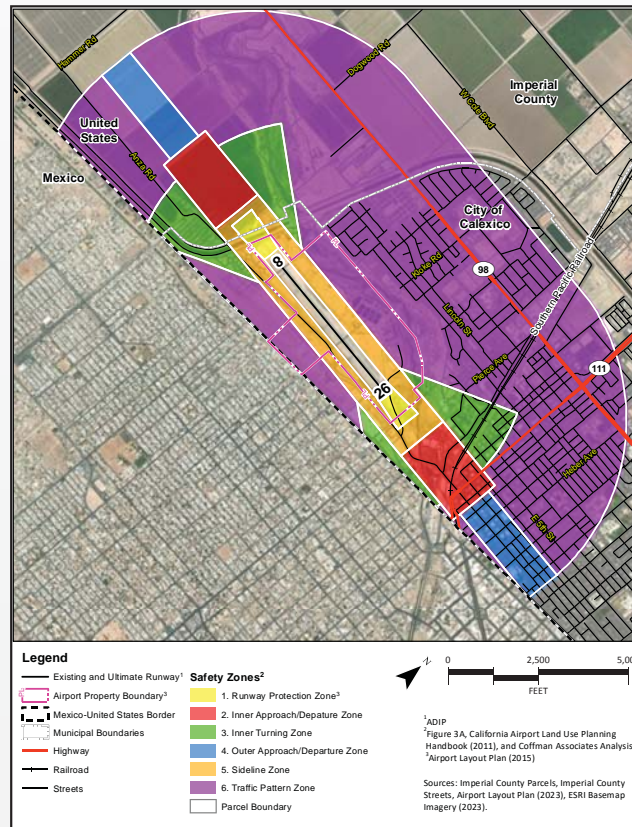 Hammer Rd
Dogwood Rd
W Cole Blvd
Imperial
County
United
States
Anza Rd
Mexico
City of
Calexico
Southern Pacific Railroad
Kloke Rd
98
8
Lincoln St
Pierce Ave
111
26
Heber Ave
E 5th St
PL
PL
PL
Legend
Existing and Ultimate Runway1
PL
Airport Property Boundary3
Mexico-United States Border
Municipal Boundaries
Highway
Railroad
Streets
Safety Zones2
1. Runway Protection Zone3
2. Inner Approach/Depature Zone
3. Inner Turning Zone
4. Outer Approach/Departure Zone
5. Sideline Zone
6. Traffic Pattern Zone
Parcel Boundary
N
0 2,500 5,00
FEET
1ADIP
2Figure 3A, California Airport Land Use Planning
Handbook (2011), and Coffman Associates Analysis
3Airport Layout Plan (2015)
Sources: Imperial County Parcels, Imperial County
Streets, Airport Layout Plan (2023), ESRI Basemap
Imagery (2023).